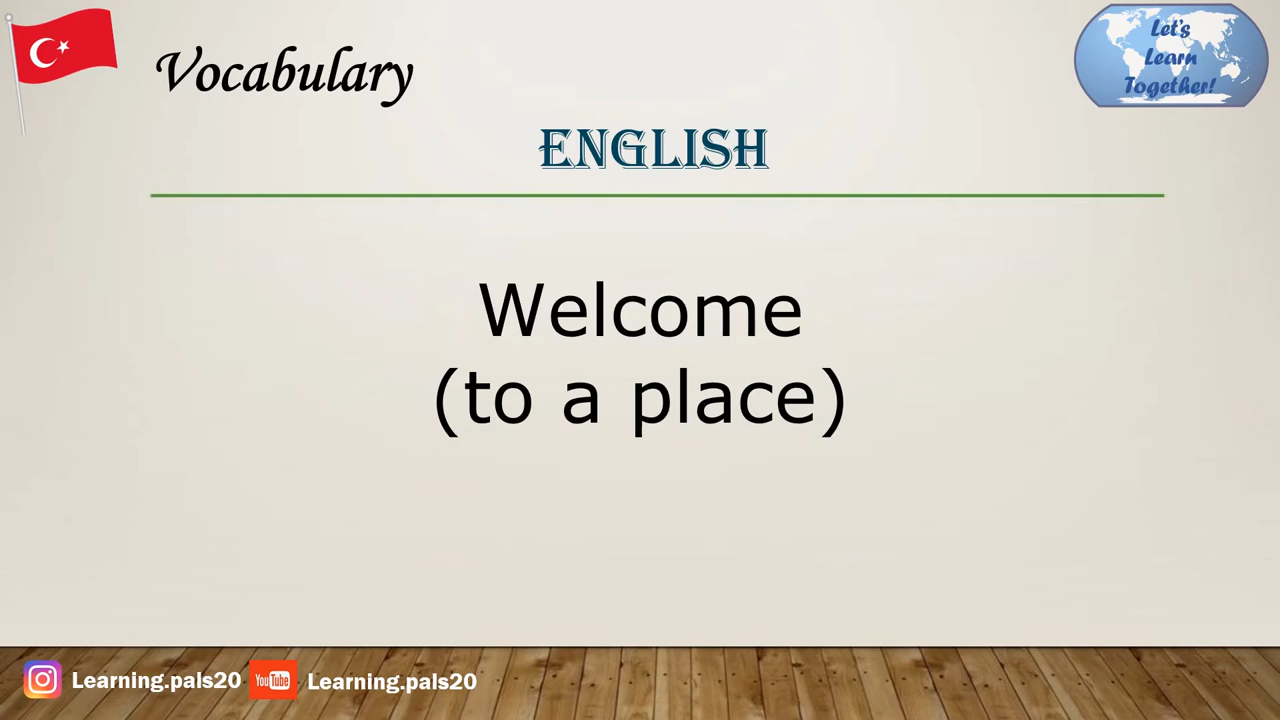 Vocabulary
Let's
Learn
Together!
ENGLISH
Welcome
(to a place)
Learning.pals20
YouTube
Learning.pals20